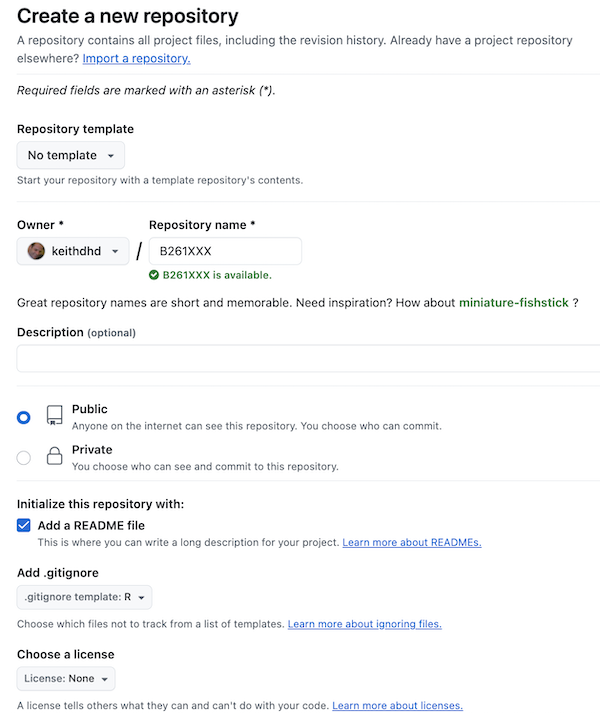 Create a new repository
A repository contains all project files, including the revision history. Already have a project repository
elsewhere? Import a repository.
Required fields are marked with an asterisk (*).
Repository template
No template
Start your repository with a template repository's contents.
Owner * Repository name *
keithdhd / B261XXX
B261XXX is available.
Great repository names are short and memorable. Need inspiration? How about miniature-fishstick ?
Description (optional)
Public
Anyone on the internet can see this repository. You choose who can commit.
Private
You choose who can see and commit to this repository.
Initialize this repository with:
Add a README file
This is where you can write a long description for your project. Learn more about READMEs.
Add .gitignore
.gitignore template: R
Choose which files not to track from a list of templates. Learn more about ignoring files.
Choose a license
License: None
A license tells others what they can and can't do with your code. Learn more about licenses.